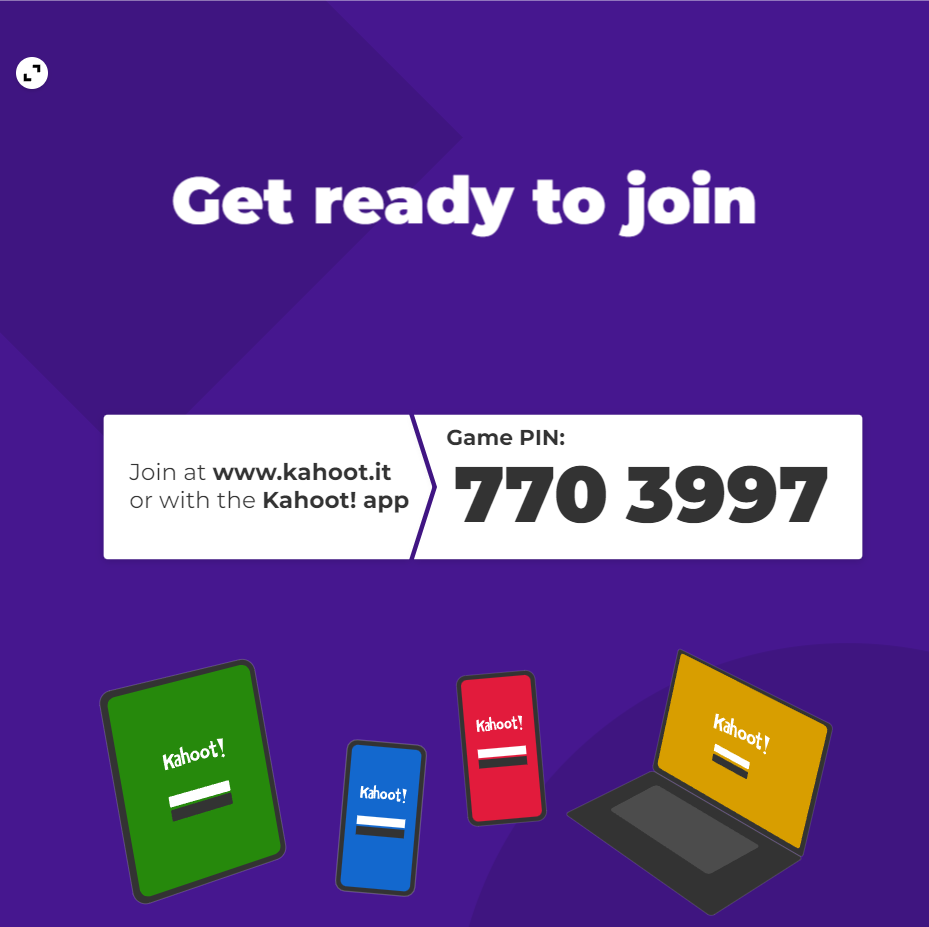 Get ready to join
Join at www.kahoot.it
or with the Kahoot! app
Game PIN:
770 3997
Kahoot!
Kahoot!
Kahoot!
Kahoot!